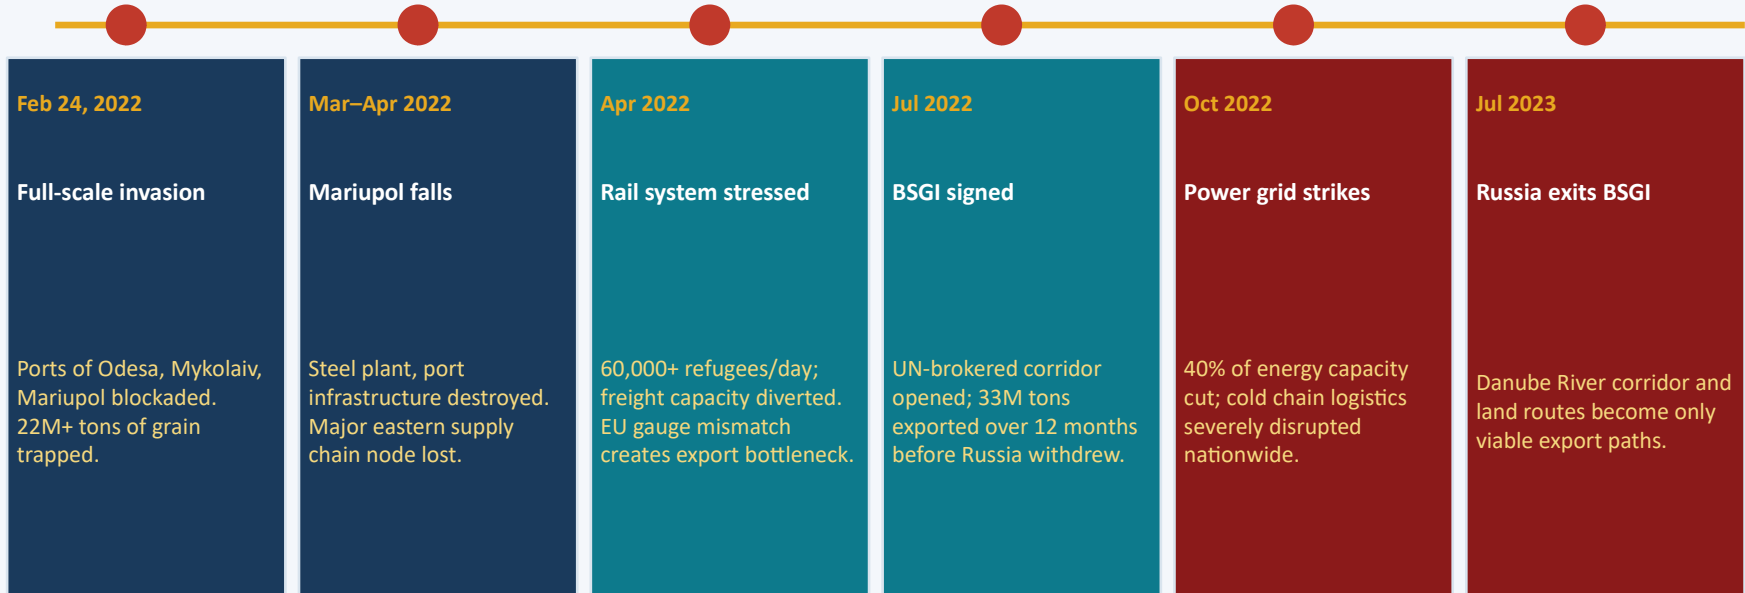 Feb 24, 2022
Full-scale invasion
Ports of Odesa, Mykolaiv,
Mariupol blockaded.
22M+ tons of grain
trapped.
Mar–Apr 2022
Mariupol falls
Steel plant, port
infrastructure destroyed.
Major eastern supply
chain node lost.
Apr 2022
Rail system stressed
60,000+ refugees/day;
freight capacity diverted.
EU gauge mismatch
creates export bottleneck.
Jul 2022
BSGI signed
UN-brokered corridor
opened; 33M tons
exported over 12 months
before Russia withdrew.
Oct 2022
Power grid strikes
40% of energy capacity
cut; cold chain logistics
severely disrupted
nationwide.
Jul 2023
Russia exits BSGI
Danube River corridor and
land routes become only
viable export paths.